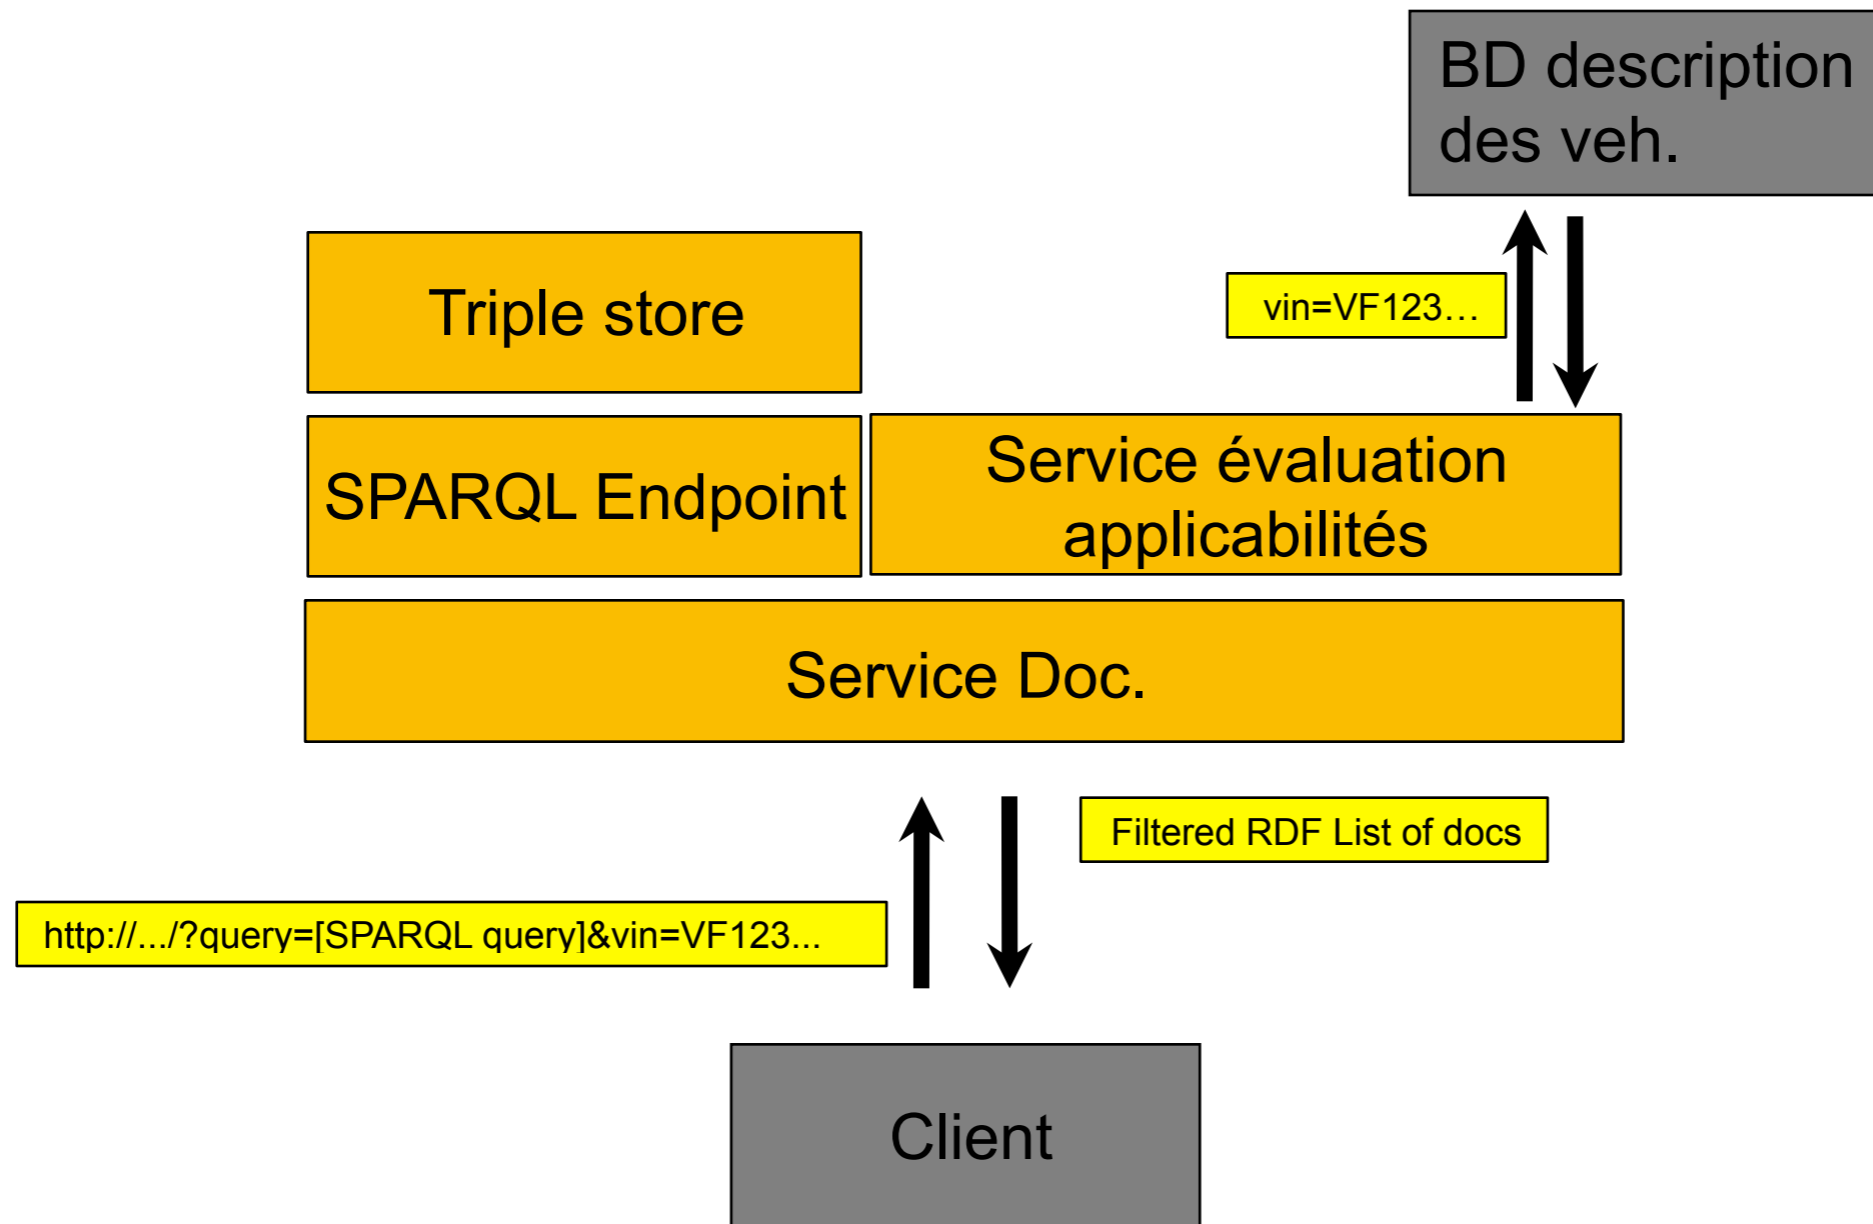 BD description
des veh.
Triple store
vin=VF123…
SPARQL Endpoint
Service évaluation
applicabilités
Service Doc.
Filtered RDF List of docs
http://.../?query=[SPARQL query]&vin=VF123...
Client